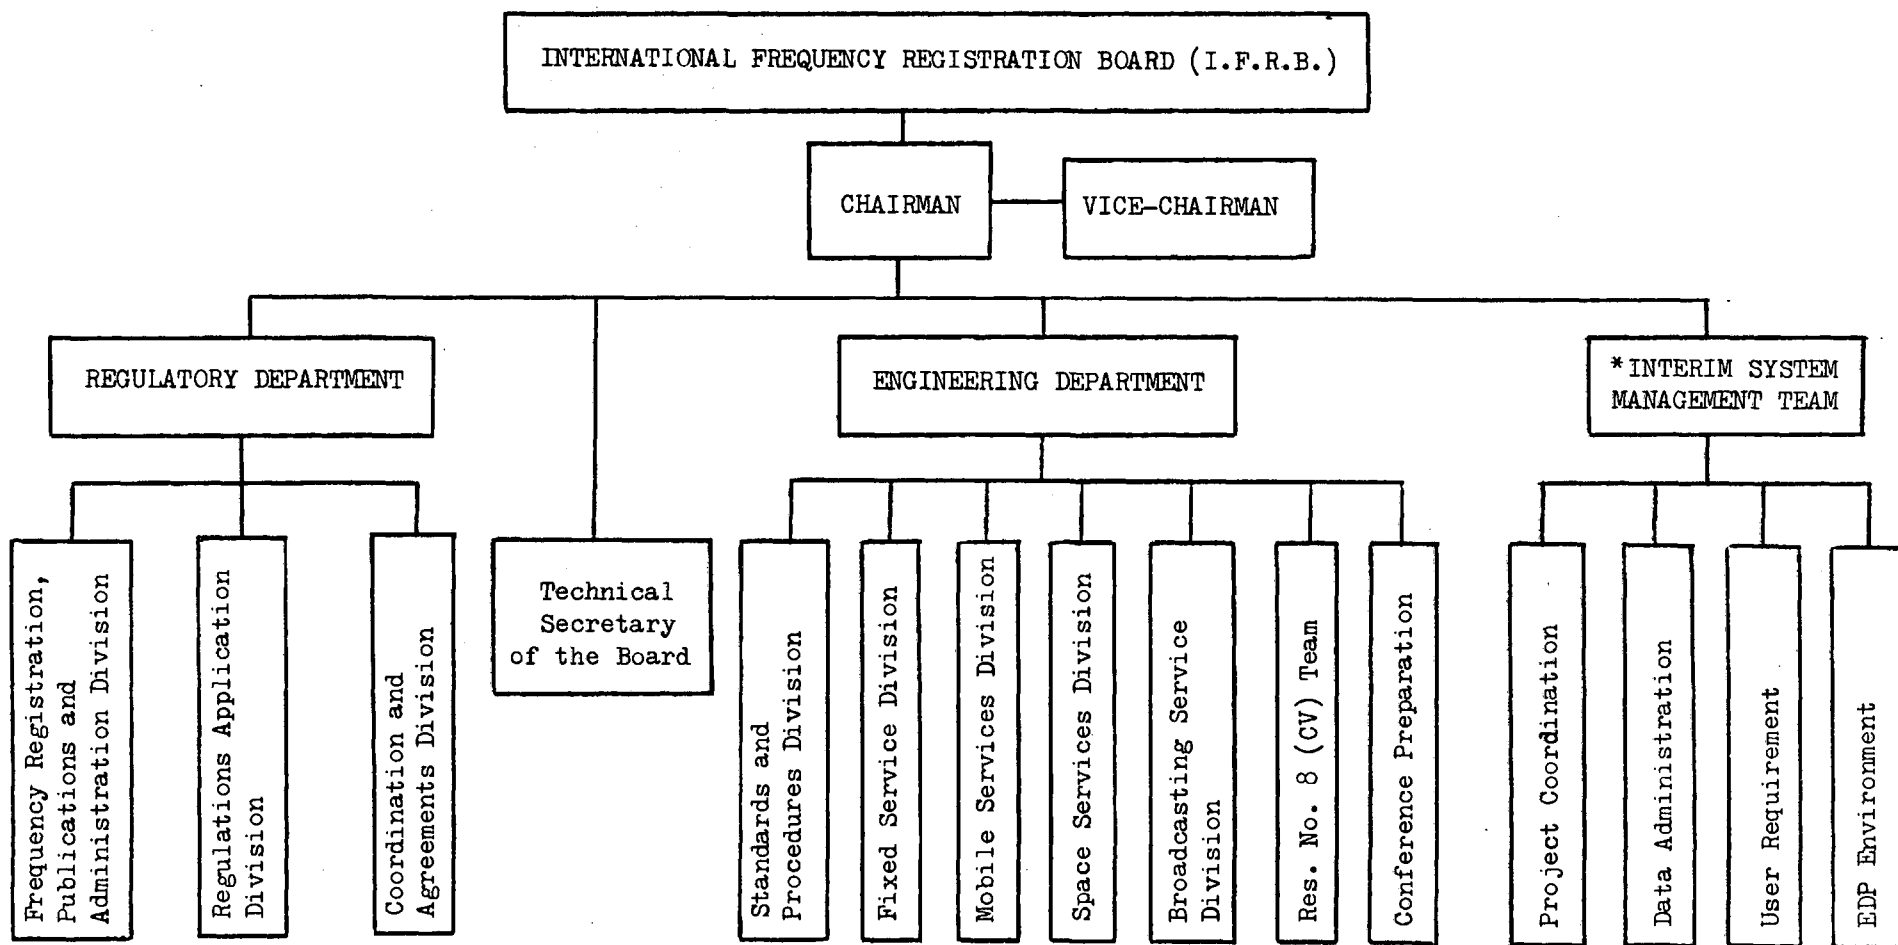 INTERNATIONAL FREQUENCY REGISTRATION BOARD (I.F.R.B.)
CHAIRMAN
VICE-CHAIRMAN
REGULATORY DEPARTMENT
ENGINEERING DEPARTMENT
*INTERIM SYSTEM
MANAGEMENT TEAM
Frequency Registration,
Publications and
Administration Division
Regulations Application
Division
Coordination and
Agreements Division
Technical
Secretary
of the Board
Standards and
Procedures Division
Fixed Service Division
Mobile Services Division
Space Services Division
Broadcasting Service
Division
Res. No. 8 (CV) Team
Conference Preparation
Project Coordination
Data Administration
User Requirement
EDP Environment